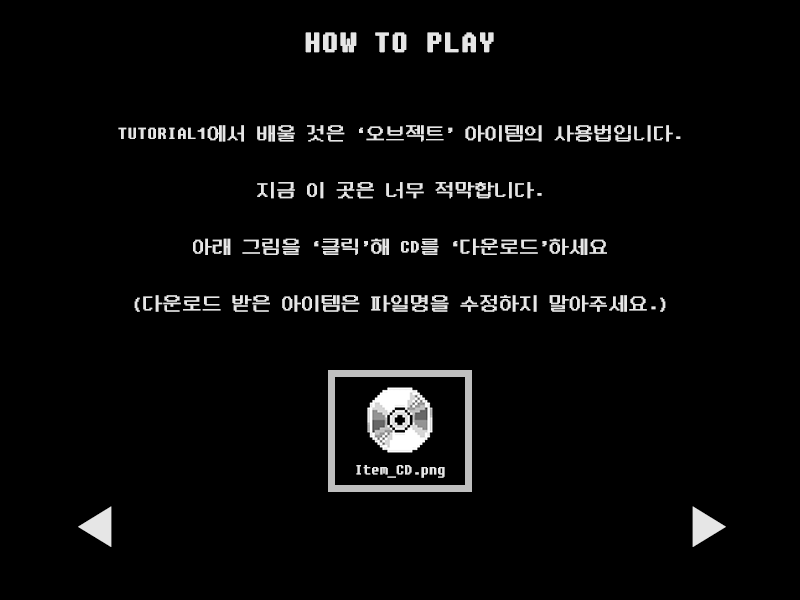 HOW TO PLAY
TUTORIAL1에서 배울 것은 ‘오브젝트’ 아이템의 사용법입니다.
지금 이 곳은 너무 적막합니다.
아래 그림을 ‘클릭’해 CD를 ‘다운로드’하세요
(다운로드 받은 아이템은 파일명을 수정하지 말아주세요.)
Item_CD.png